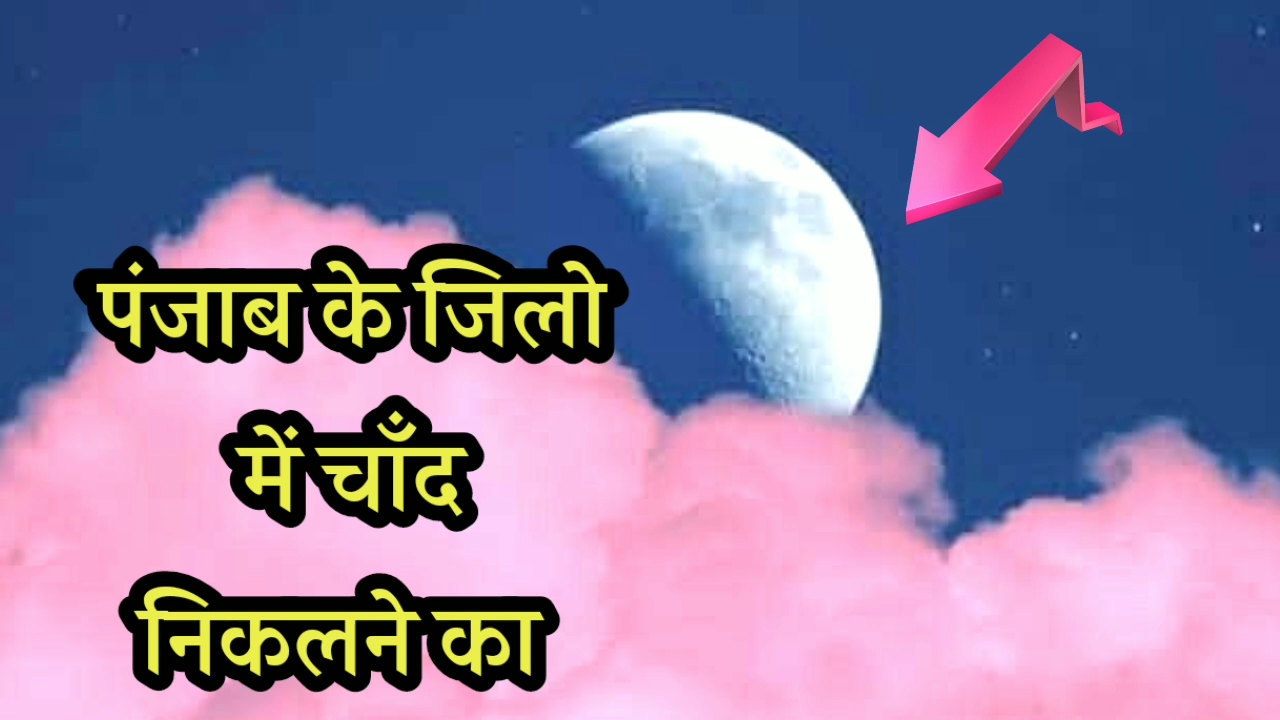 पंजाब के जिलो
में चाँद
निकलने का